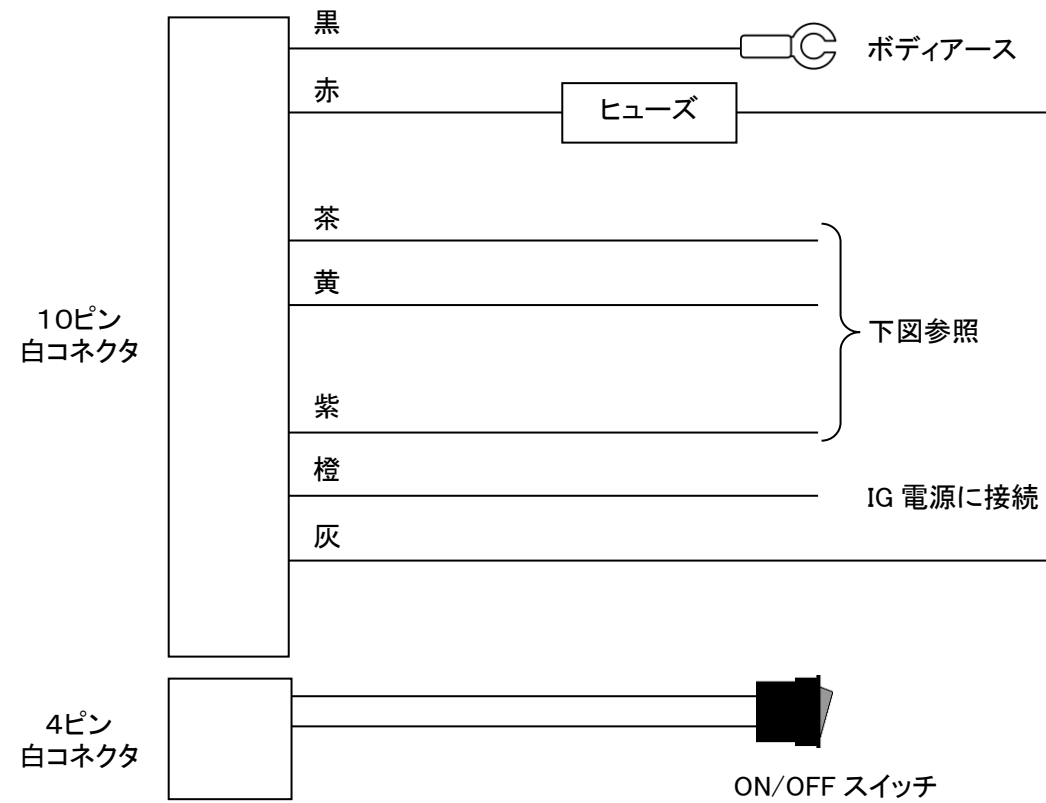 黒
ボディアース
赤
ヒューズ
茶
黄
10ピン
白コネクタ
下図参照
紫
橙
IG 電源に接続
灰
4ピン
白コネクタ
ON/OFF スイッチ